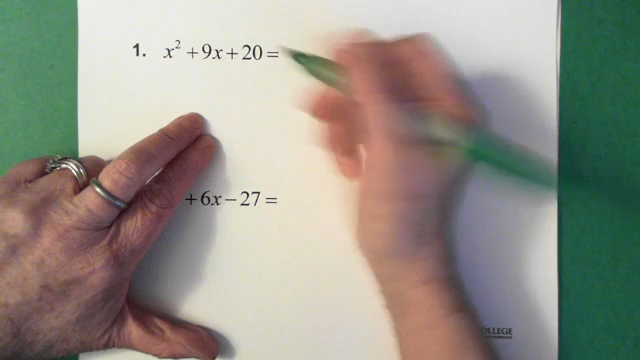 1. x² + 9x + 20 =
+ 6x − 27 =